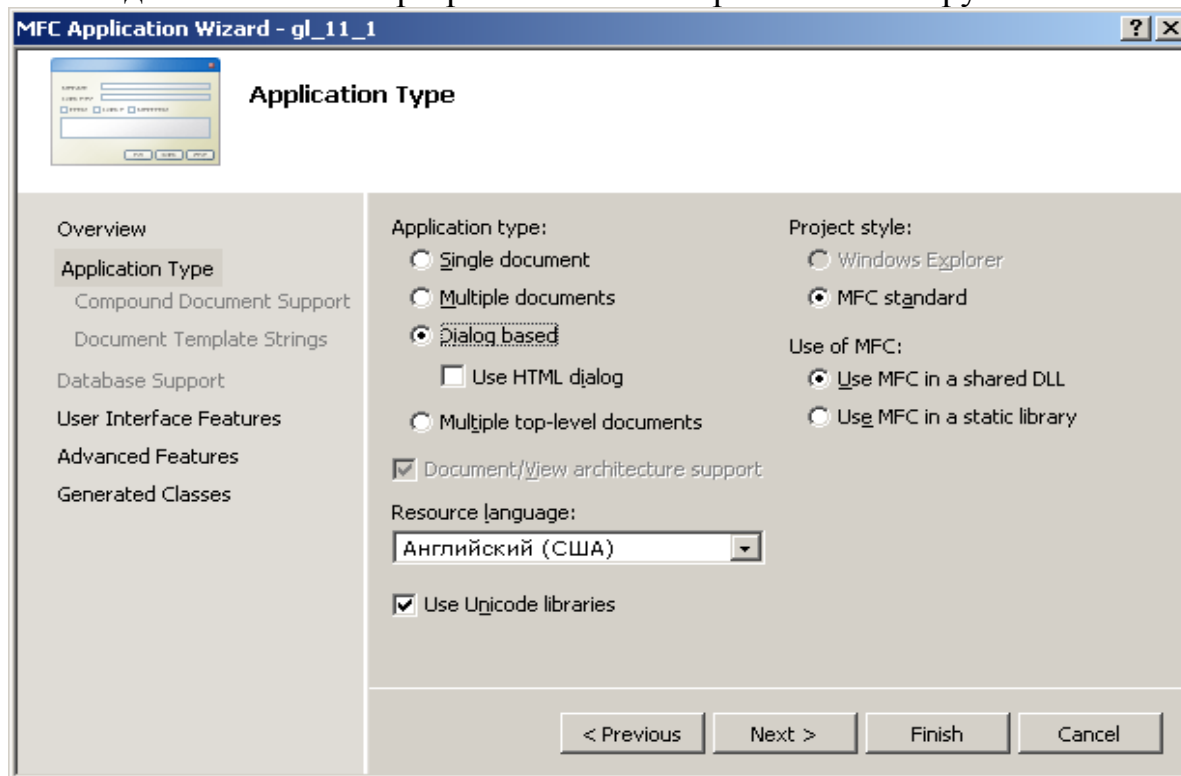 MFC Application Wizard - gl_11_1
Application Type
Overview
Application Type
Compound Document Support
Document Template Strings
Database Support
User Interface Features
Advanced Features
Generated Classes
Application type:
Single document
Multiple documents
Dialog based
Use HTML dialog
Multiple top-level documents
Document/View architecture support
Resource language:
Английский (США)
Use Unicode libraries
Project style:
Windows Explorer
MFC standard
Use of MFC:
Use MFC in a shared DLL
Use MFC in a static library
< Previous
Next >
Finish
Cancel